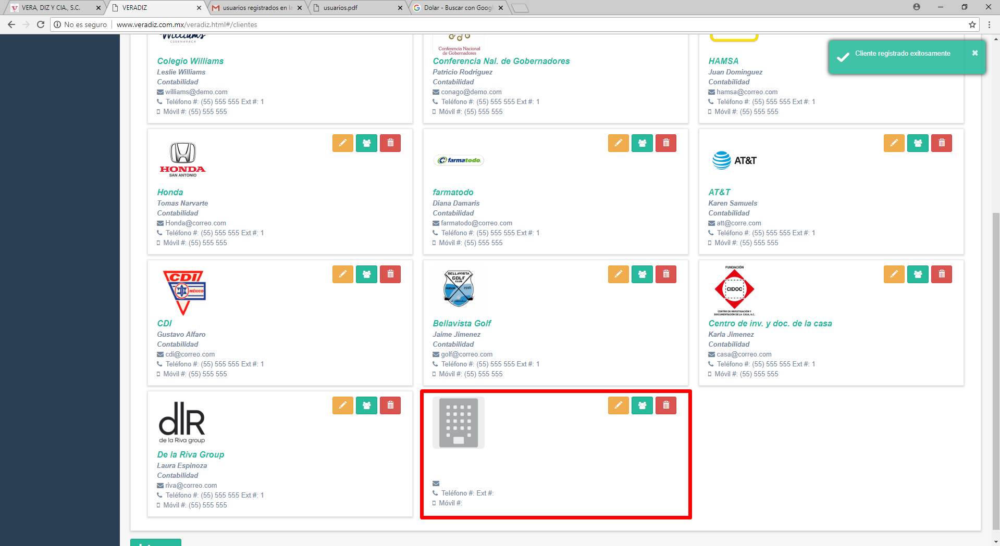 VERA, DIZ Y CIA., S.C.
VERADIZ
usuarios registrados en la
usuarios.pdf
Dolar - Buscar con Googl
No es seguro
www.veradiz.com.mx/veradiz.html#/clientes
Cliente registrado exitosamente
Williams
CUERNAVACA
Colegio Williams
Leslie Williams
Contabilidad
williams@demo.com
Teléfono #: (55) 555 555 Ext #: 1
Móvil #: (55) 555 555
Conferencia Nacional
de Gobernadores
Conferencia Nal. de Gobernadores
Patricio Rodriguez
Contabilidad
conago@demo.com
Teléfono #: (55) 555 555 Ext #: 1
Móvil #: (55) 555 555
HAMSA
Juan Dominguez
Contabilidad
hamsa@correo.com
Teléfono #: (55) 555 555 Ext #: 1
Móvil #: (55) 555 555
HONDA
SAN ANTONIO
Honda
Tomas Narvarte
Contabilidad
Honda@correo.com
Teléfono #: (55) 555 555 Ext #: 1
Móvil #: (55) 555 555
farmatodo
farmatodo
Diana Damaris
Contabilidad
farmatodo@correo.com
Teléfono #: (55) 555 555 Ext #: 1
Móvil #: (55) 555 555
AT&T
AT&T
Karen Samuels
Contabilidad
att@corre.com
Teléfono #: (55) 555 555 Ext #: 1
Móvil #: (55) 555 555
CDI
MÉXICO
CDI
Gustavo Alfaro
Contabilidad
cdi@correo.com
Teléfono #: (55) 555 555 Ext #: 1
Móvil #: (55) 555 555
BELLAVISTA
GOLF
CLUB
1916
Bellavista Golf
Jaime Jimenez
Contabilidad
golf@correo.com
Teléfono #: (55) 555 555 Ext #: 1
Móvil #: (55) 555 555
FUNDACIÓN
CIDOC
CENTRO DE INVESTIGACIÓN Y
DOCUMENTACIÓN DE LA CASA, A.C.
Centro de inv. y doc. de la casa
Karla Jimenez
Contabilidad
casa@correo.com
Teléfono #: (55) 555 555 Ext #: 1
Móvil #: (55) 555 555
dlR
de la Riva group
De la Riva Group
Laura Espinoza
Contabilidad
riva@correo.com
Teléfono #: (55) 555 555 Ext #: 1
Móvil #: (55) 555 555
Teléfono #: Ext #:
Móvil #: